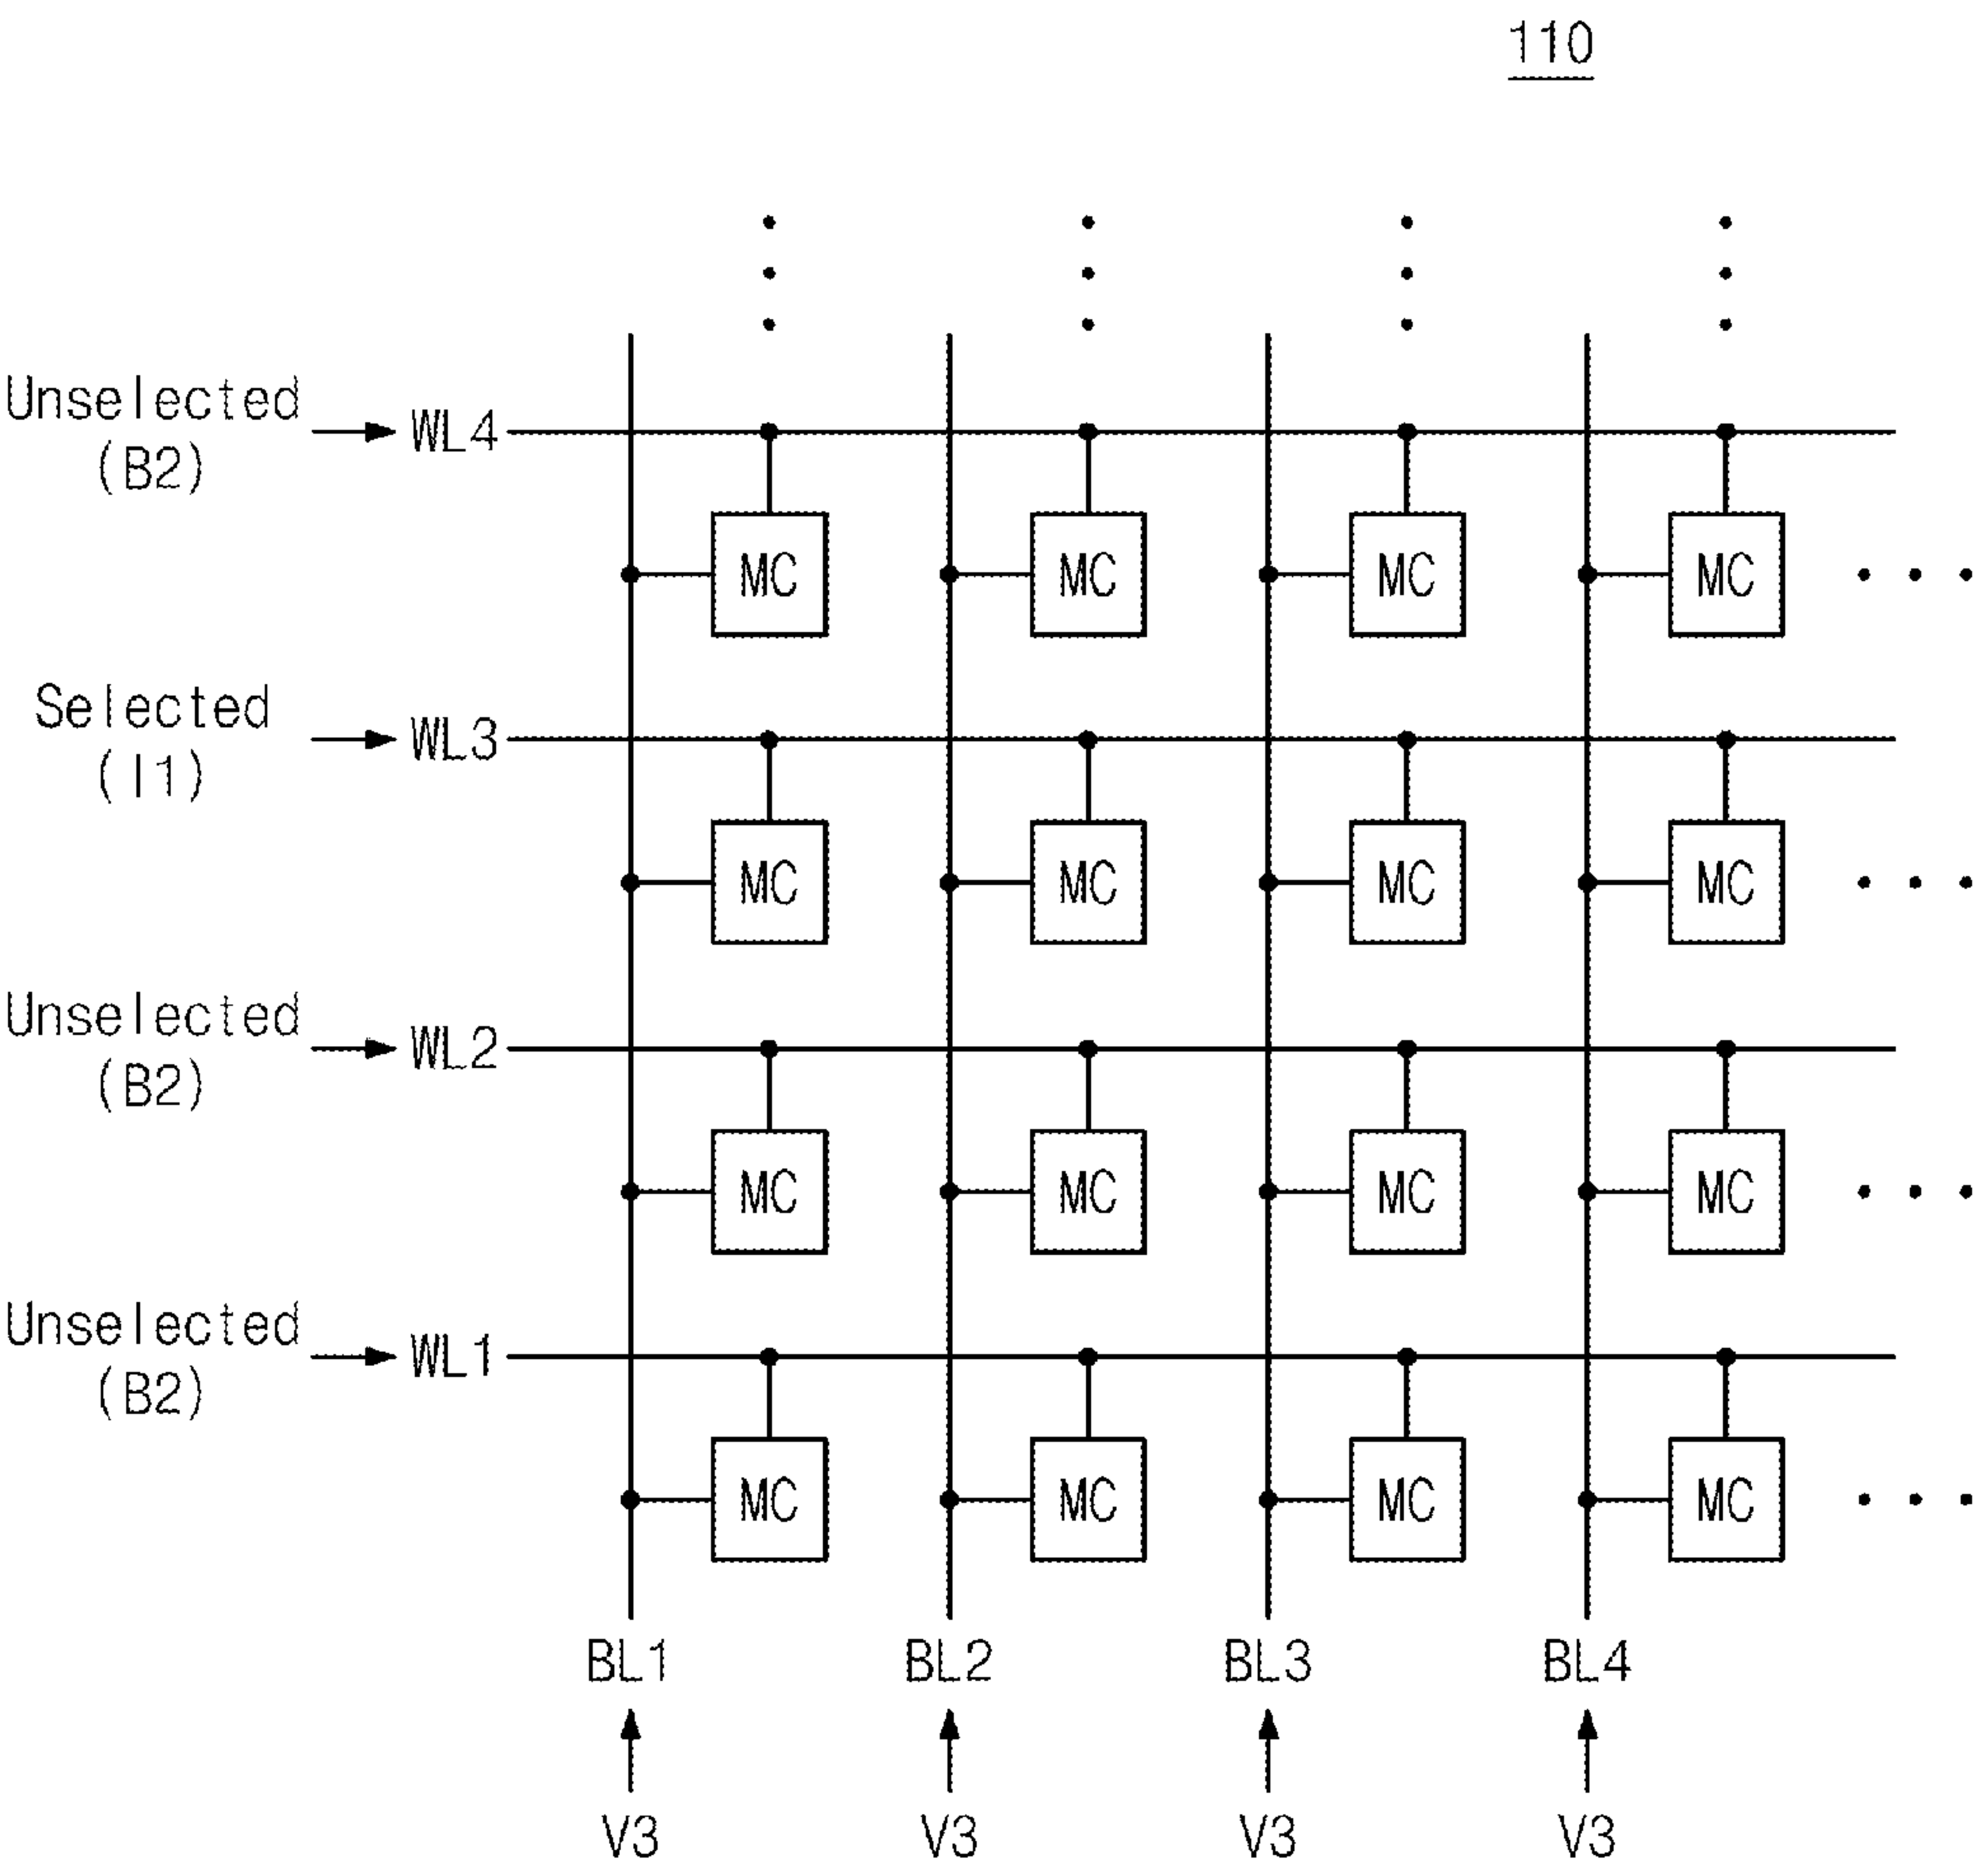 110
Unselected
(B2)
WL4
MC MC MC MC
Selected
(I1)
WL3
MC MC MC MC
Unselected
(B2)
WL2
MC MC MC MC
Unselected
(B2)
WL1
MC MC MC MC
BL1 BL2 BL3 BL4
V3 V3 V3 V3